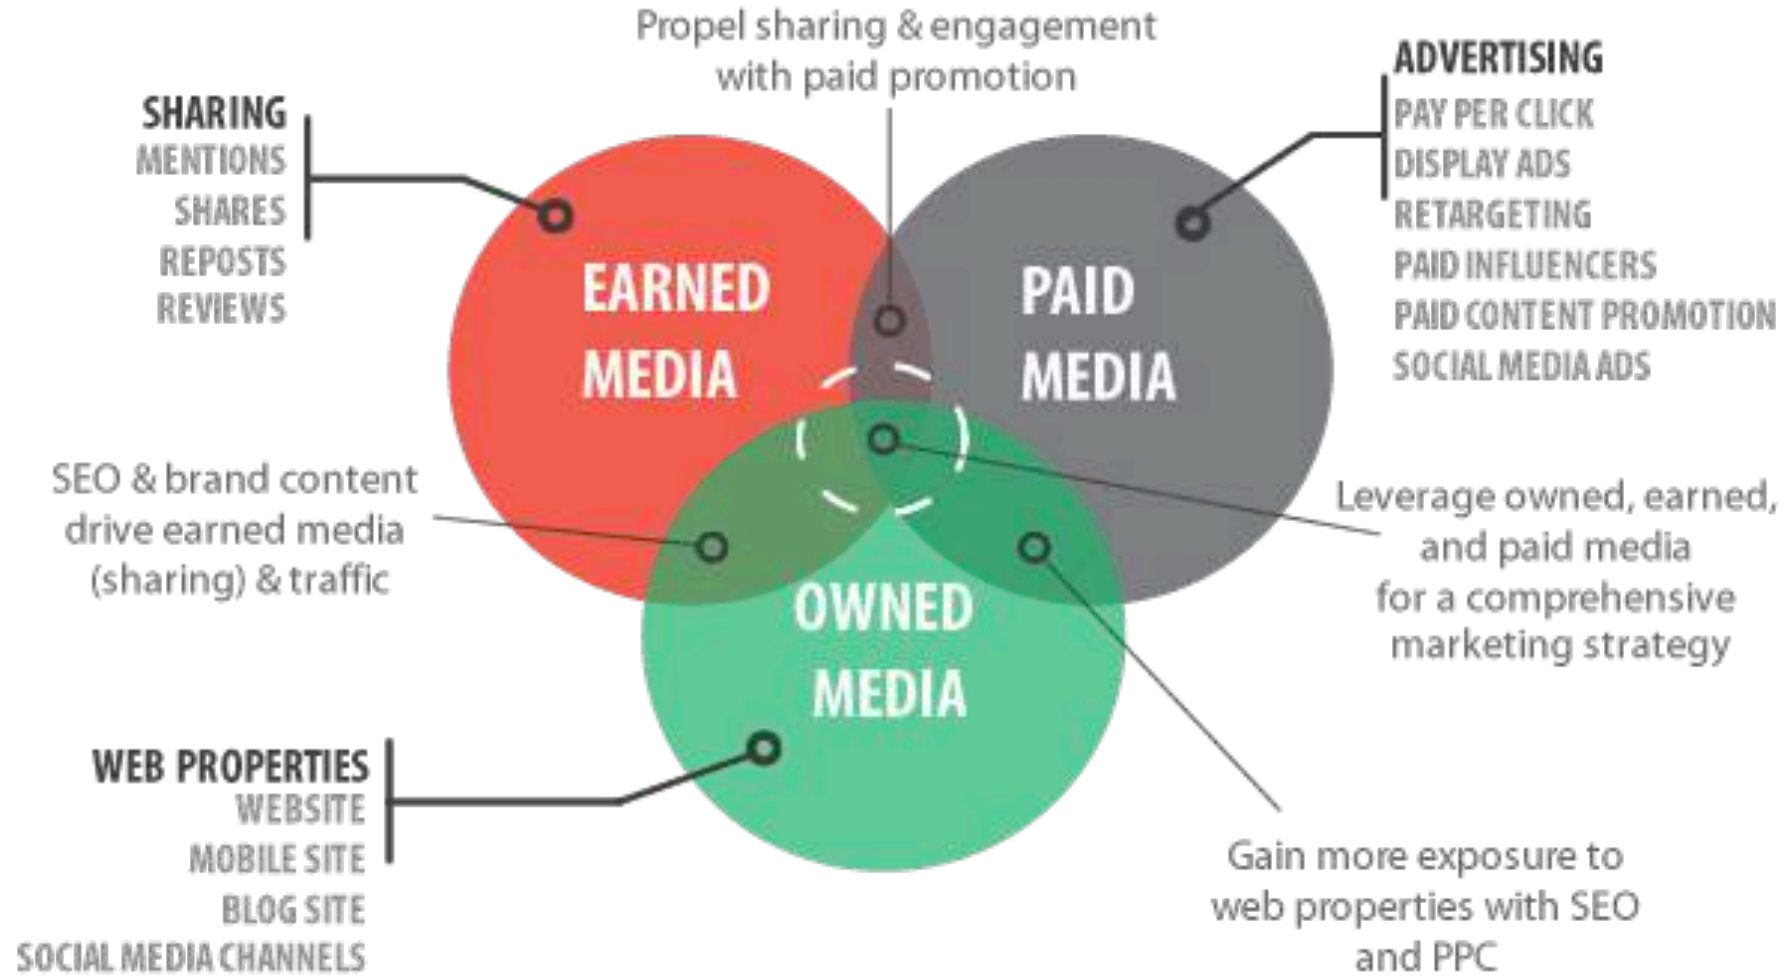 Propel sharing & engagement
with paid promotion
SHARING
MENTIONS
SHARES
REPOSTS
REVIEWS
ADVERTISING
PAY PER CLICK
DISPLAY ADS
RETARGETING
PAID INFLUENCERS
PAID CONTENT PROMOTION
SOCIAL MEDIA ADS
EARNED
MEDIA
PAID
MEDIA
SEO & brand content
drive earned media
(sharing) & traffic
Leverage owned, earned,
and paid media
for a comprehensive
marketing strategy
OWNED
MEDIA
WEB PROPERTIES
WEBSITE
MOBILE SITE
BLOG SITE
SOCIAL MEDIA CHANNELS
Gain more exposure to
web properties with SEO
and PPC